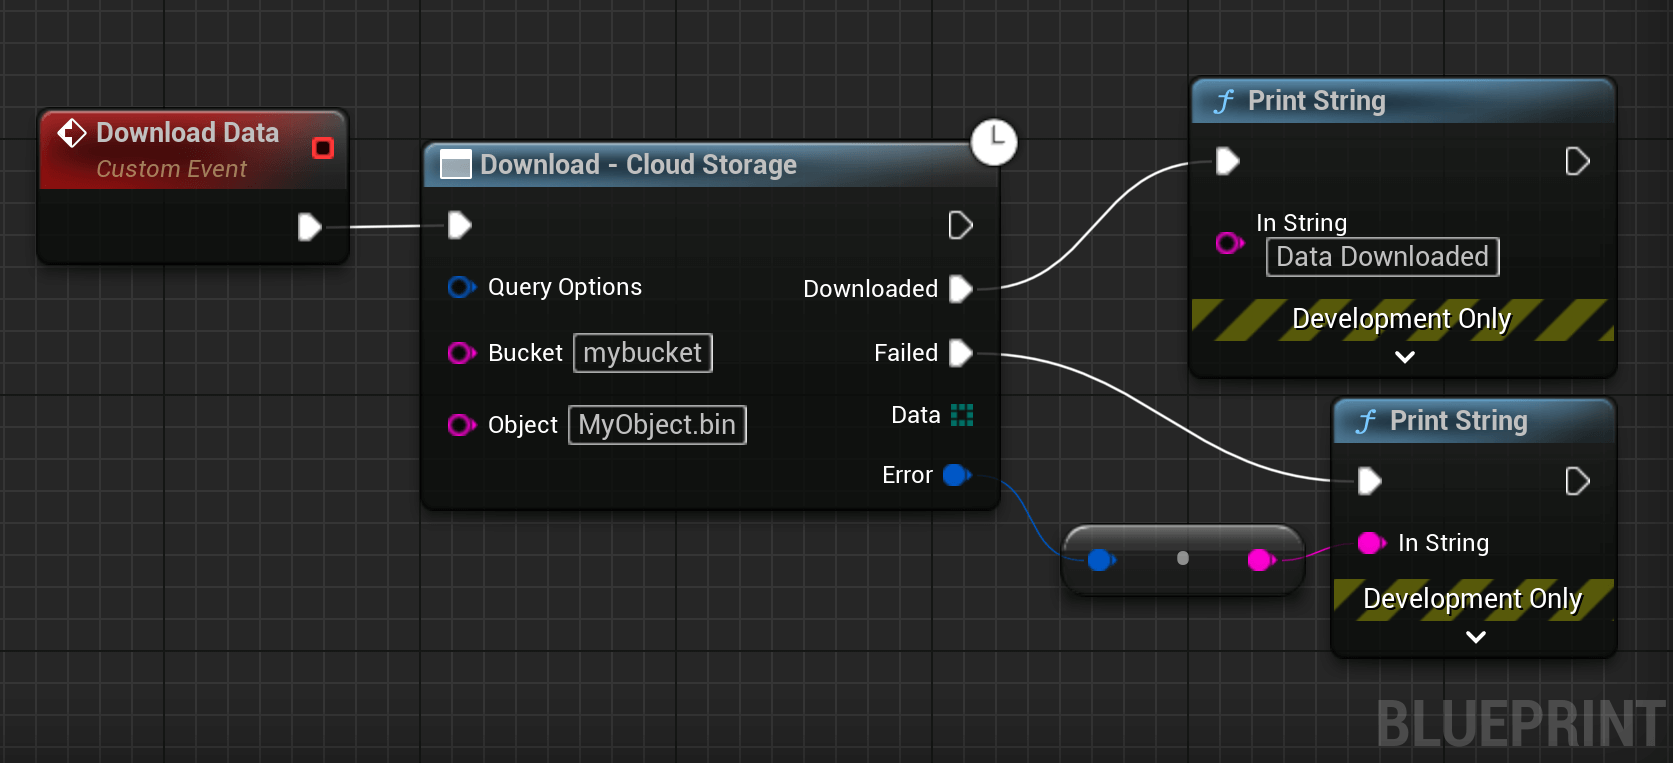 Download Data
Custom Event
Download - Cloud Storage
Query Options
Downloaded
Bucket mybucket
Failed
Data
Object MyObject.bin
Error
Print String
In String
Data Downloaded
Development Only
Print String
In String
Development Only
BLUEPRINT